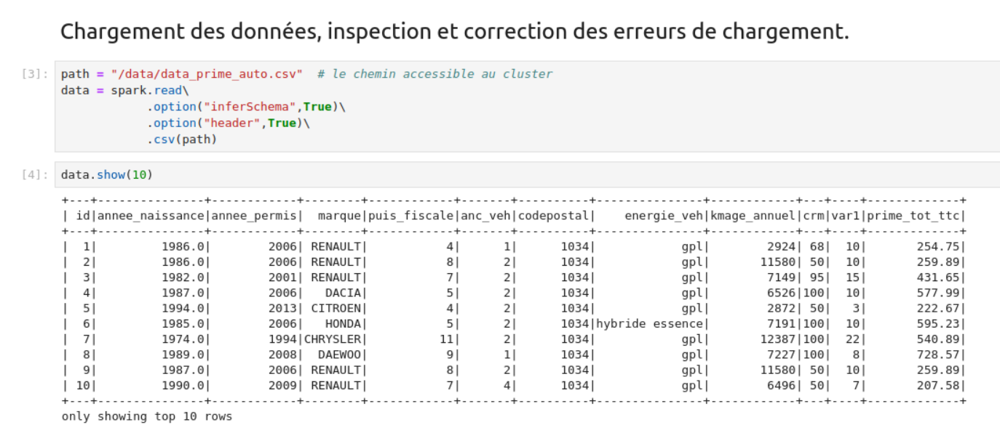 Chargement des données, inspection et correction des erreurs de chargement.
[3]: path = "/data/data_prime_auto.csv"  # le chemin accessible au cluster
data = spark.read\
            .option("inferSchema",True)\
            .option("header",True)\
            .csv(path)
[4]: data.show(10)
+---+---------------+------------+--------+------------+-------+----------+---------------+------------+---+----+-------------+
| id|annee_naissance|annee_permis|  marque|puis_fiscale|anc_veh|codepostal|    energie_veh|kmage_annuel|crm|var1|prime_tot_ttc|
+---+---------------+------------+--------+------------+-------+----------+---------------+------------+---+----+-------------+
|  1|         1986.0|        2006| RENAULT|           4|      1|      1034|            gpl|        2924| 68|  10|       254.75|
|  2|         1986.0|        2006| RENAULT|           8|      2|      1034|            gpl|       11580| 50|  10|       259.89|
|  3|         1982.0|        2001| RENAULT|           7|      2|      1034|            gpl|        7149| 95|  15|       431.65|
|  4|         1987.0|        2006|   DACIA|           5|      2|      1034|            gpl|        6526|100|  10|       577.99|
|  5|         1994.0|        2013| CITROEN|           4|      2|      1034|            gpl|        2872| 50|   3|       222.67|
|  6|         1985.0|        2006|   HONDA|           5|      2|      1034|hybride essence|        7191|100|  10|       595.23|
|  7|         1974.0|        1994|CHRYSLER|          11|      2|      1034|            gpl|       12387|100|  22|       540.89|
|  8|         1989.0|        2008|  DAEWOO|           9|      1|      1034|            gpl|        7227|100|   8|       728.57|
|  9|         1987.0|        2006| RENAULT|           8|      2|      1034|            gpl|       11580| 50|  10|       259.89|
| 10|         1990.0|        2009| RENAULT|           7|      4|      1034|            gpl|        6496| 50|   7|       207.58|
+---+---------------+------------+--------+------------+-------+----------+---------------+------------+---+----+-------------+
only showing top 10 rows